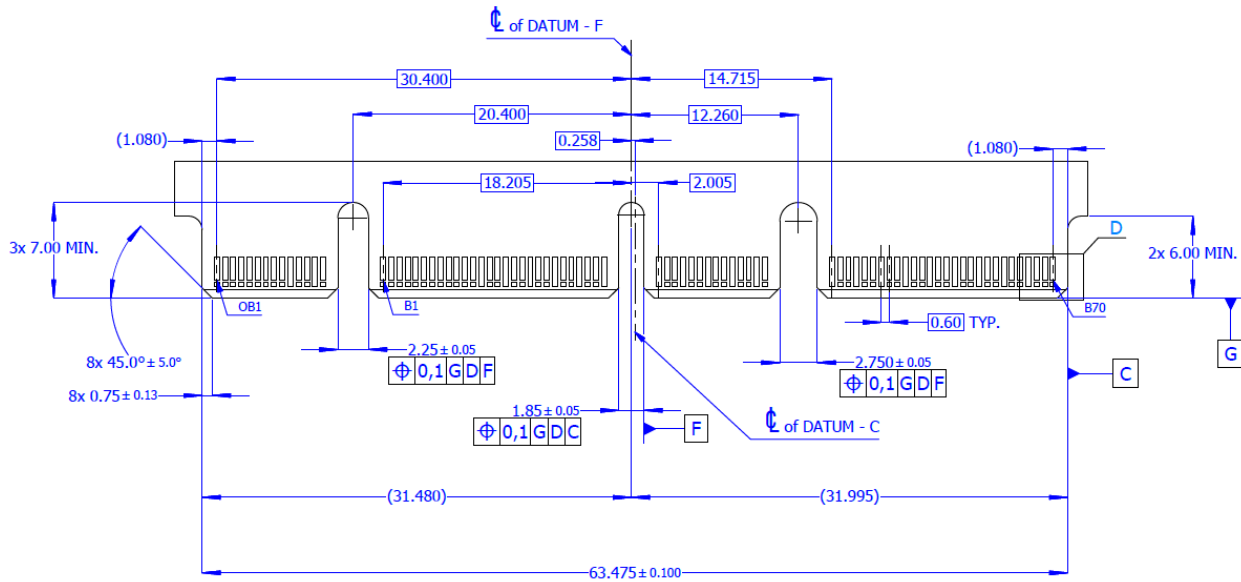 ℄ of DATUM - F
30.400
14.715
20.400
12.260
(1.080)
0.258
(1.080)
18.205
2.005
3x 7.00 MIN.
D
2x 6.00 MIN.
OB1
B1
B70
0.60 TYP.
G
8x 45.0° ± 5.0°
2.25 ± 0.05
⌖ 0,1 G D F
2.750 ± 0.05
⌖ 0,1 G D F
C
8x 0.75 ± 0.13
1.85 ± 0.05
⌖ 0,1 G D C
F
℄ of DATUM - C
(31.480)
(31.995)
63.475 ± 0.100